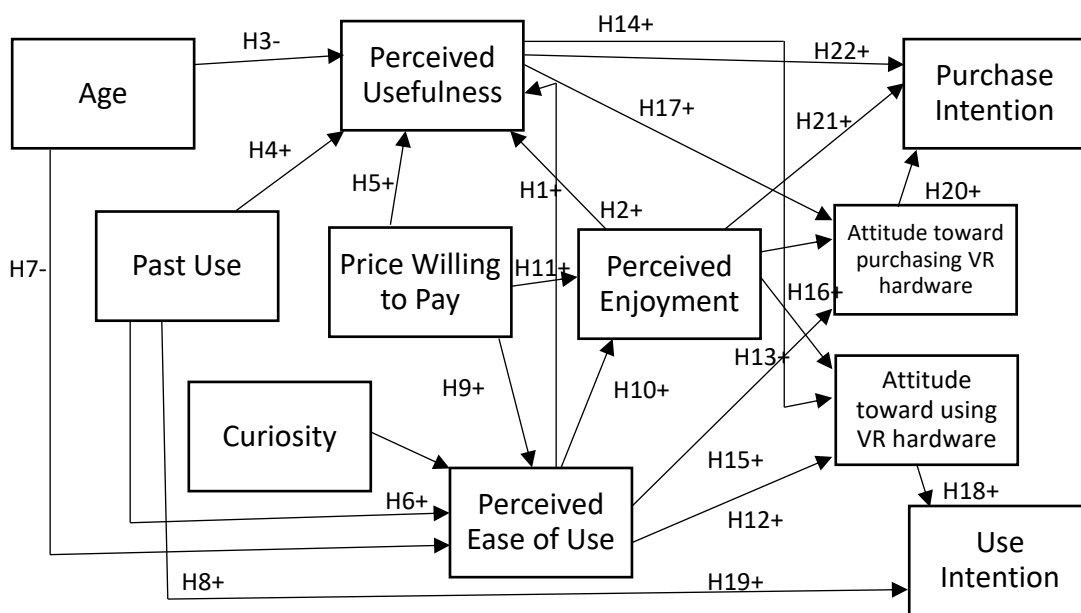 H14+
H3-
H22+
Age
Perceived
Usefulness
Purchase
Intention
H17+
H21+
H4+
H5+
H1+
H2+
H20+
H7-
Past Use
Price Willing
to Pay
H11+
Perceived
Enjoyment
Attitude toward
purchasing VR
hardware
H16+
H13+
H9+
H10+
Attitude
toward using
VR hardware
Curiosity
H15+
H6+
Perceived
Ease of Use
H12+
H18+
Use
Intention
H8+
H19+